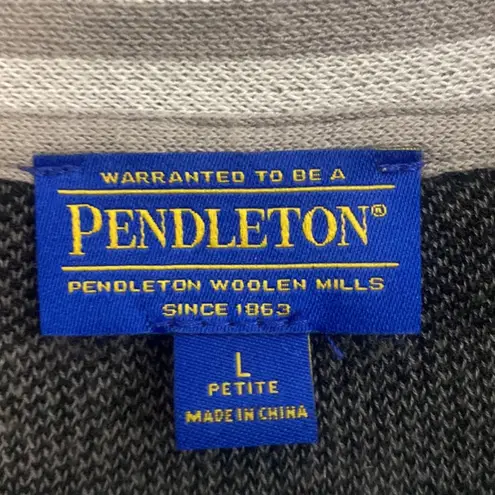 WARRANTED TO BE A
PENDLETON®
PENDLETON WOOLEN MILLS
SINCE 1863
L
PETITE
MADE IN CHINA